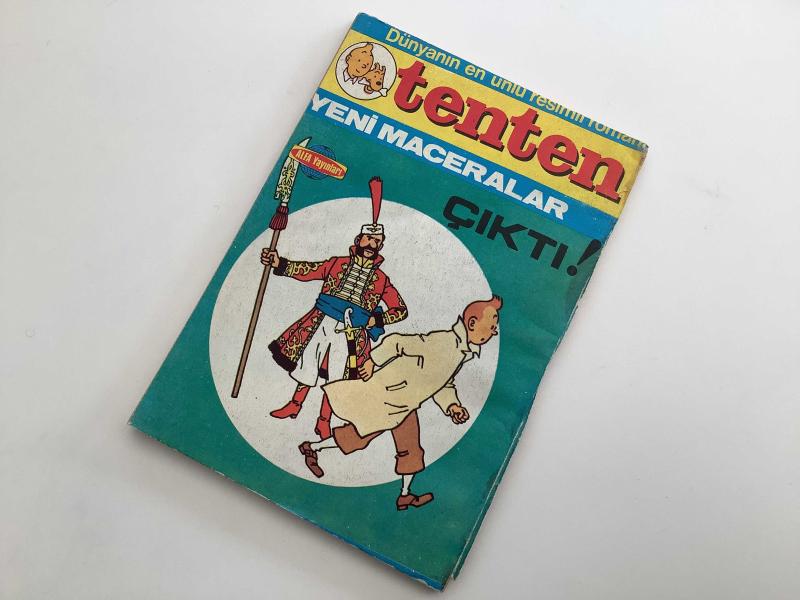 Dünyanın en ünlü resimli romanı
tenten
YENİ MACERALAR
ÇIKTI!
ALFA Yayınları